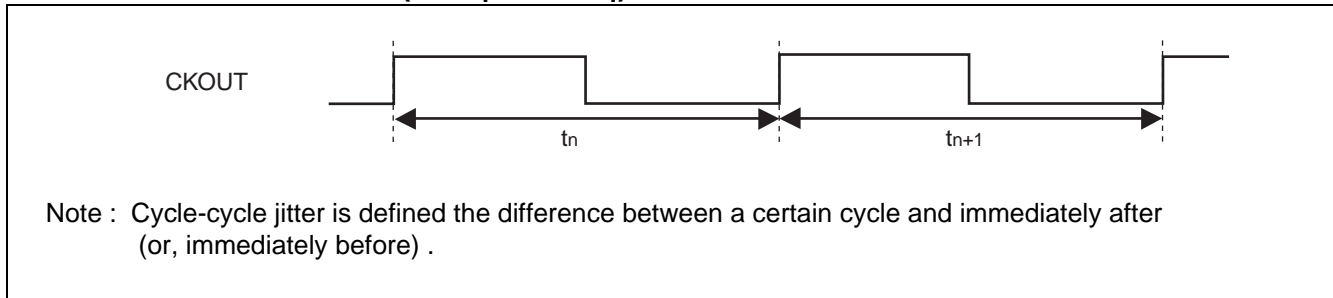 CKOUT
tn
tn+1
Note : Cycle-cycle jitter is defined the difference between a certain cycle and immediately after
(or, immediately before) .